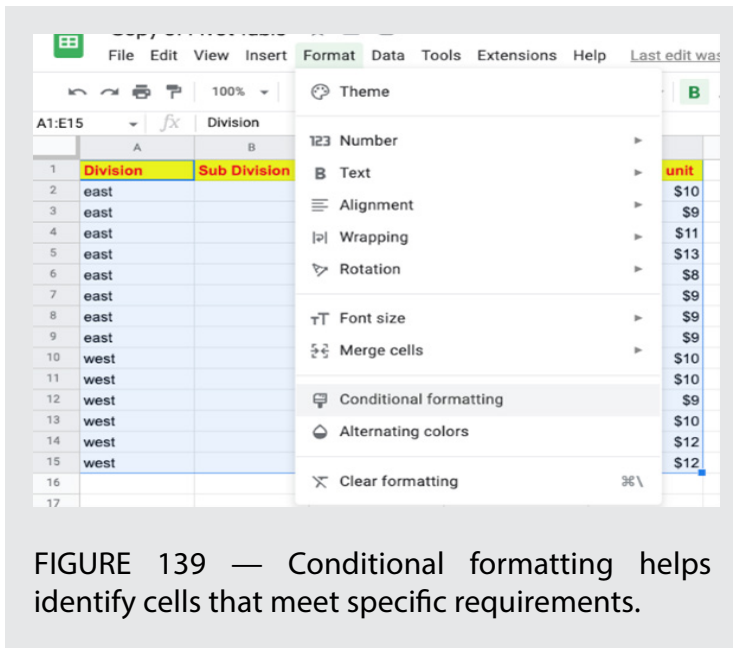 File Edit View Insert Format Data Tools Extensions Help Last edit was
100% Theme B
A1:E15 fx Division
A B
123 Number
1 Division Sub Division unit
B Text
2 east $10
3 east $9
Alignment
4 east $11
Wrapping
5 east $13
Rotation
6 east $8
7 east $9
8 east $9
Font size
9 east $9
Merge cells
10 west $10
11 west $10
12 west $9
Conditional formatting
13 west $10
Alternating colors
14 west $12
15 west $12
16
Clear formatting ⌘\
17
FIGURE 139 — Conditional formatting helps
identify cells that meet specific requirements.